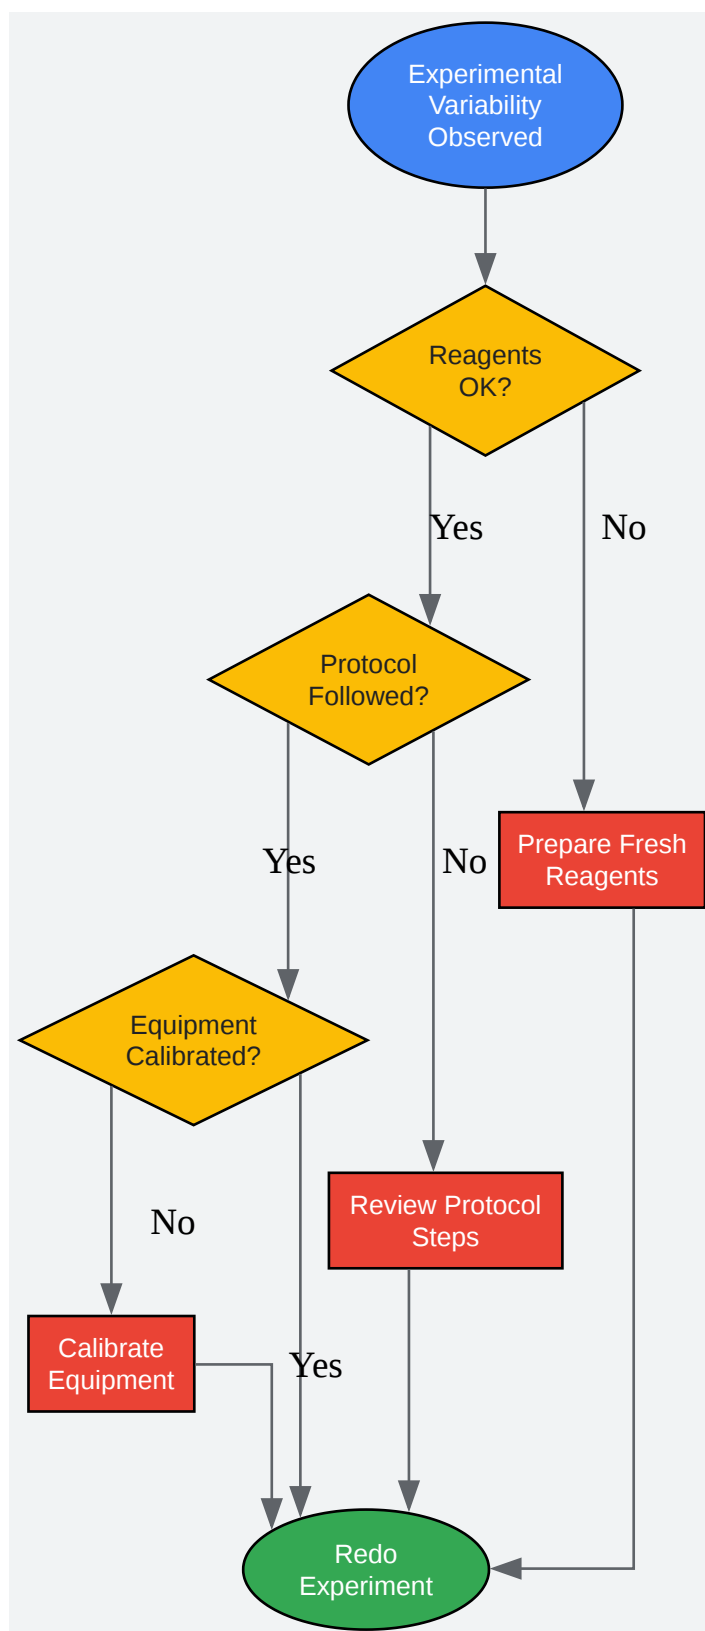 Experimental
Variability
Observed
Reagents
OK?
Yes
No
Protocol
Followed?
Yes
No
Prepare Fresh
Reagents
Equipment
Calibrated?
No
Review Protocol
Steps
Calibrate
Equipment
Yes
Redo
Experiment